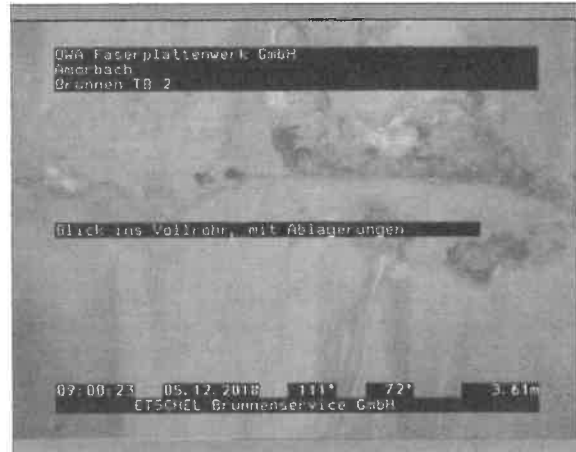 OWA Faserplattenwerk GmbH
Amorbach
Brunnen TB 2
Blick ins Vollrohr, mit Ablagerungen
09:00:23 05.12.2018 111° 72° 3.61m
ETSCHEL Brunnenservice GmbH